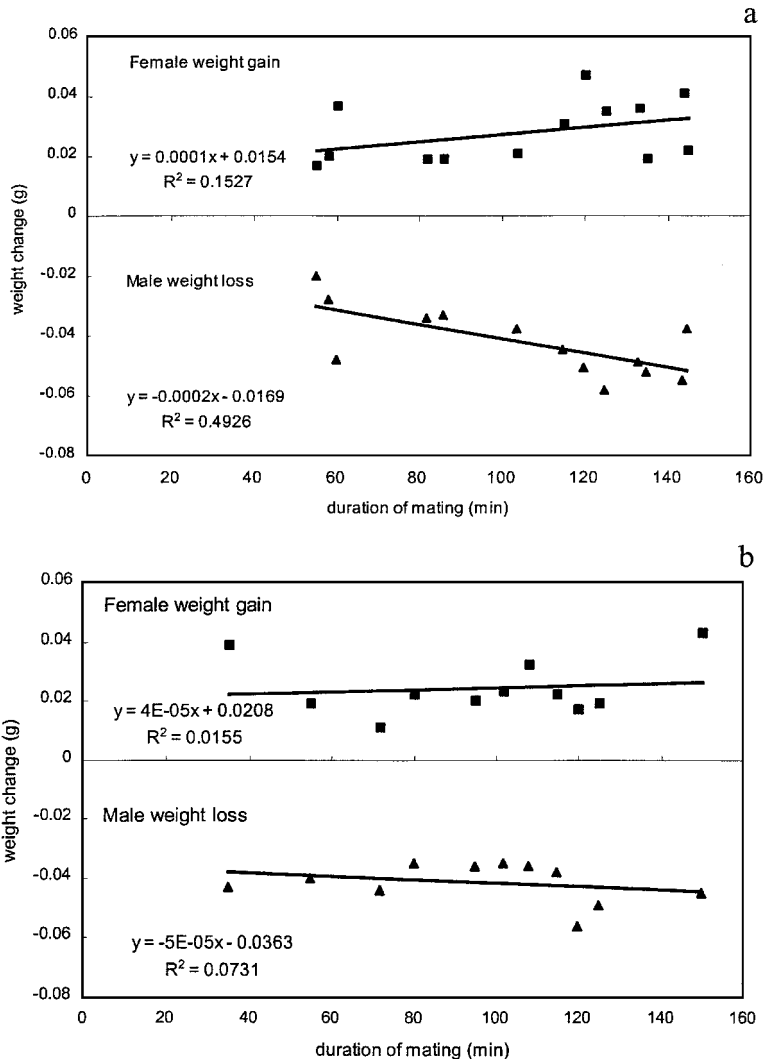 a
0.06
Female weight gain
0.04
y = 0.0001x + 0.0154
0.02
R² = 0.1527
0
weight change (g)
-0.02
Male weight loss
-0.04
-0.06
y = -0.0002x - 0.0169
R² = 0.4926
-0.08
0 20 40 60 80 100 120 140 160
duration of mating (min)
b
0.06
Female weight gain
0.04
0.02
y = 4E-05x + 0.0208
R² = 0.0155
0
weight change (g)
-0.02
Male weight loss
-0.04
-0.06
y = -5E-05x - 0.0363
R² = 0.0731
-0.08
0 20 40 60 80 100 120 140 160
duration of mating (min)